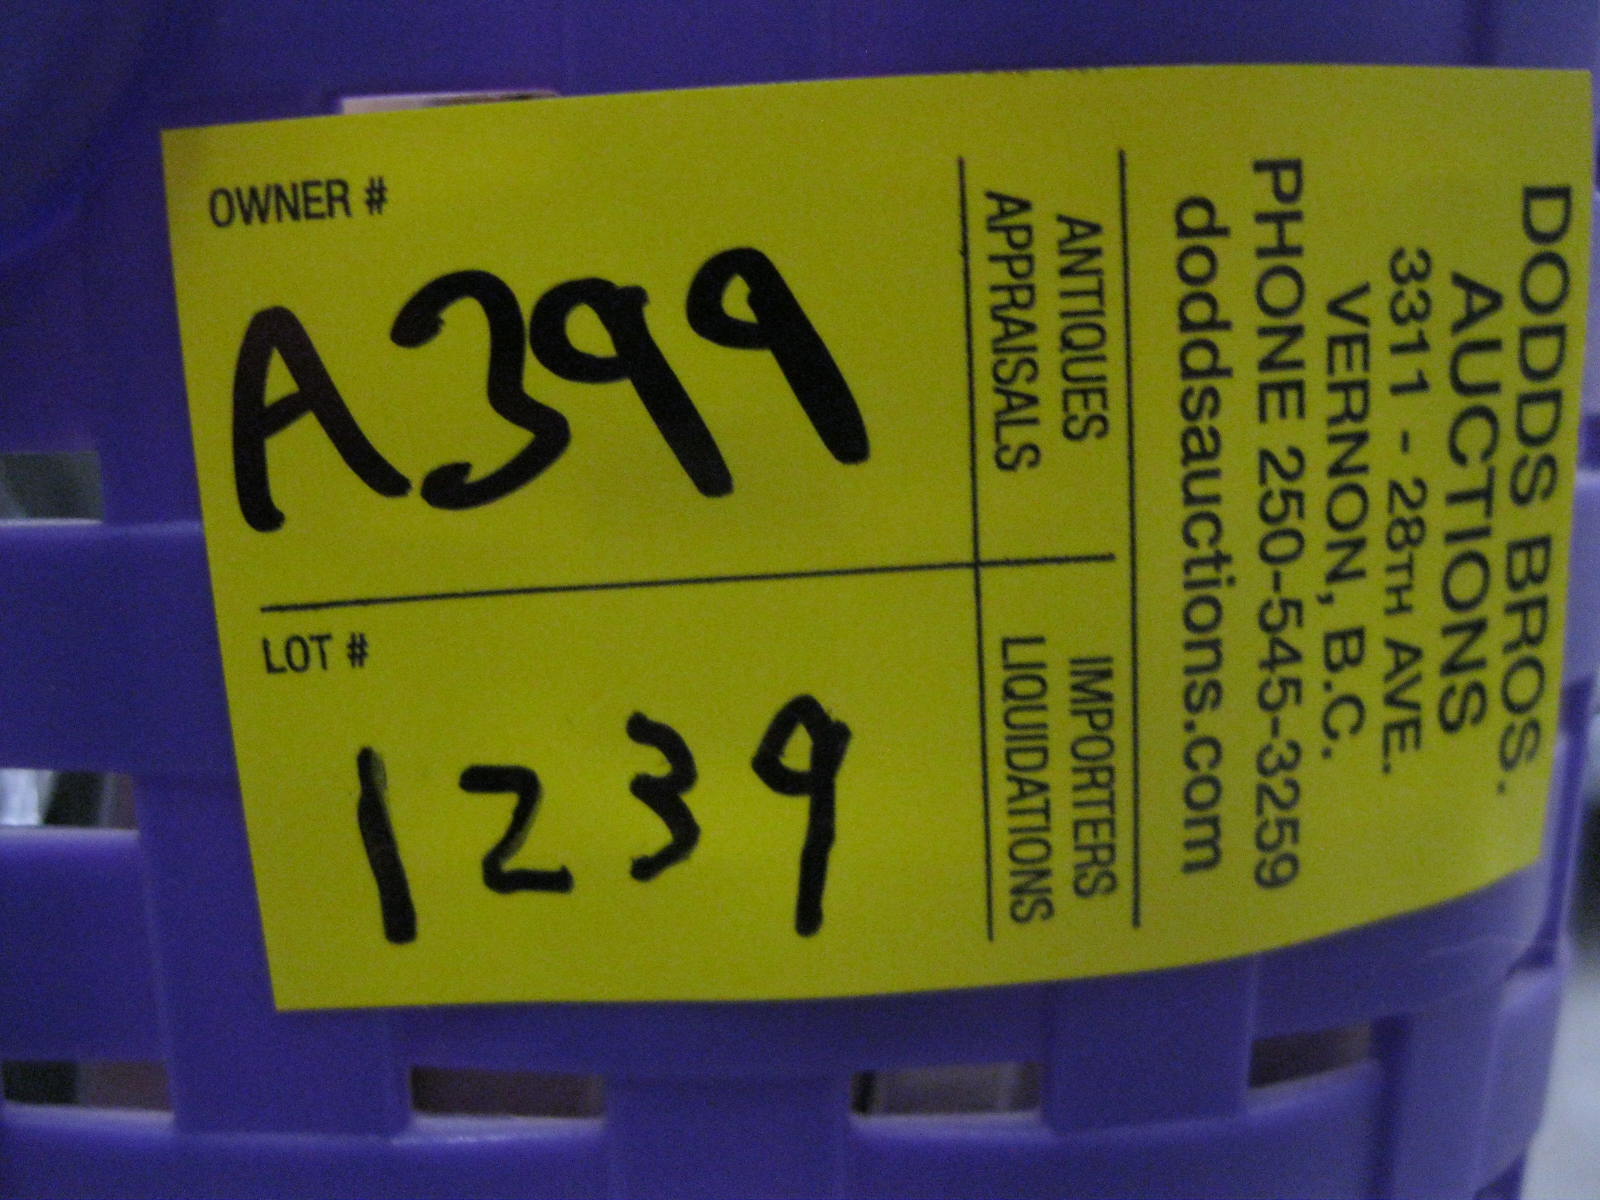 DODDS BROS.
AUCTIONS
3311 - 28TH AVE.
VERNON, B.C.
PHONE 250-545-3259
doddsauctions.com
ANTIQUES
APPRAISALS
IMPORTERS
LIQUIDATIONS
OWNER #
A399
LOT #
1239